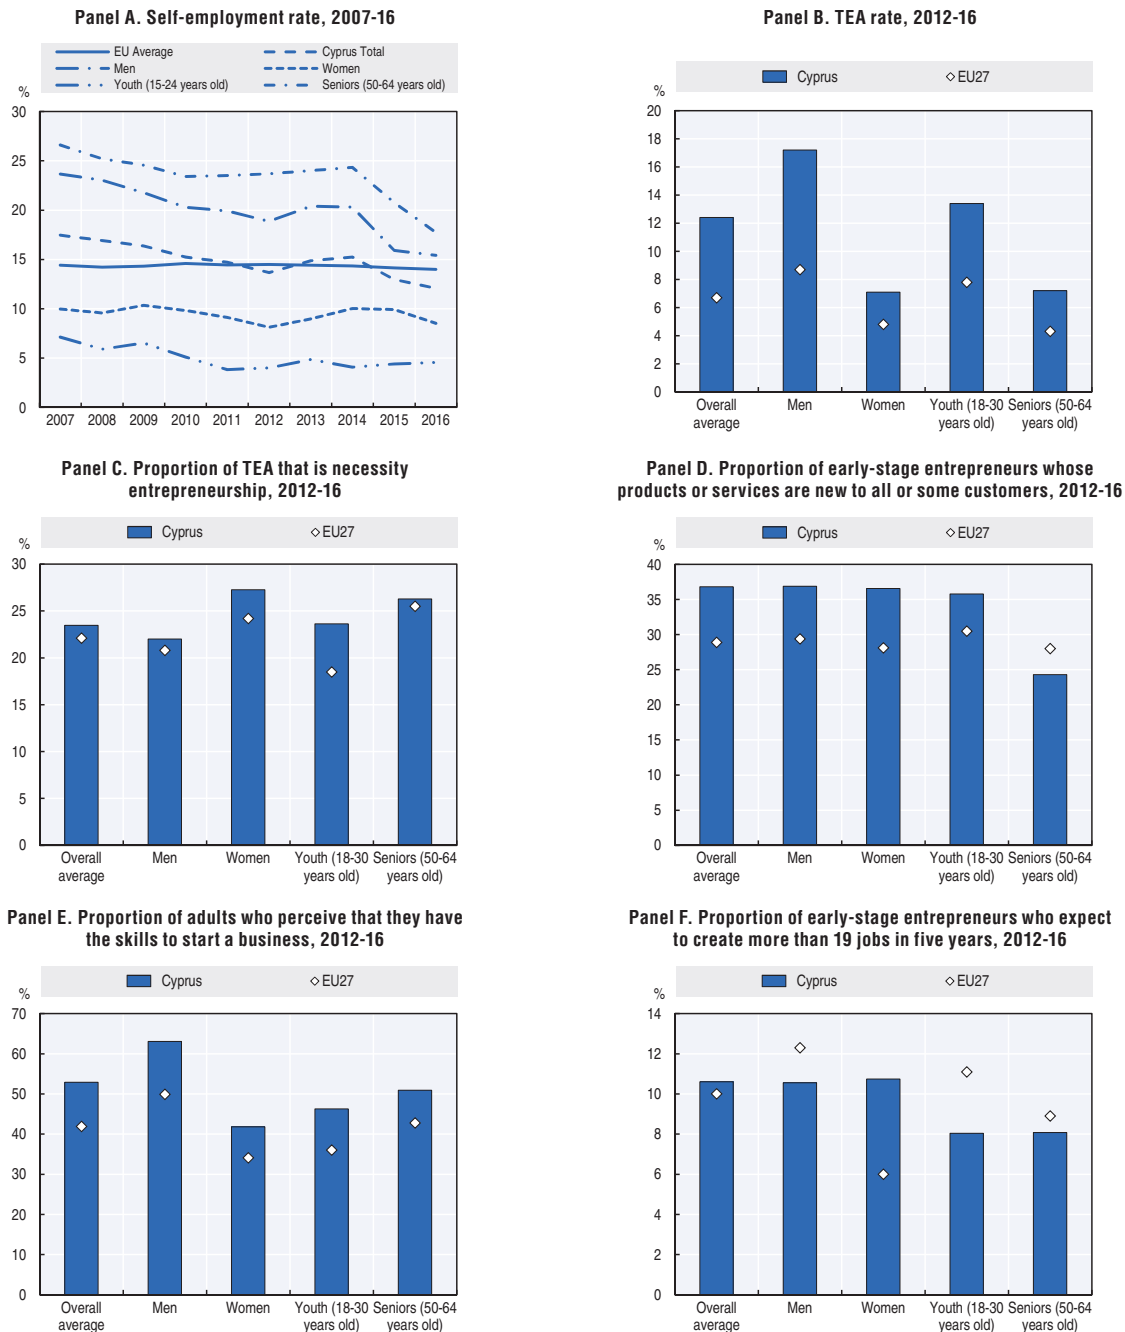 Panel A. Self-employment rate, 2007-16
EU Average
Cyprus Total
Men
Women
Youth (15-24 years old)
Seniors (50-64 years old)
%
30
25
20
15
10
5
0
2007 2008 2009 2010 2011 2012 2013 2014 2015 2016
Panel B. TEA rate, 2012-16
Cyprus
EU27
%
20
18
16
14
12
10
8
6
4
2
0
Overall average
Men
Women
Youth (18-30 years old)
Seniors (50-64 years old)
Panel C. Proportion of TEA that is necessity
entrepreneurship, 2012-16
Cyprus
EU27
%
30
25
20
15
10
5
0
Overall average
Men
Women
Youth (18-30 years old)
Seniors (50-64 years old)
Panel D. Proportion of early-stage entrepreneurs whose
products or services are new to all or some customers, 2012-16
Cyprus
EU27
%
40
35
30
25
20
15
10
5
0
Overall average
Men
Women
Youth (18-30 years old)
Seniors (50-64 years old)
Panel E. Proportion of adults who perceive that they have
the skills to start a business, 2012-16
Cyprus
EU27
%
70
60
50
40
30
20
10
0
Overall average
Men
Women
Youth (18-30 years old)
Seniors (50-64 years old)
Panel F. Proportion of early-stage entrepreneurs who expect
to create more than 19 jobs in five years, 2012-16
Cyprus
EU27
%
14
12
10
8
6
4
2
0
Overall average
Men
Women
Youth (18-30 years old)
Seniors (50-64 years old)